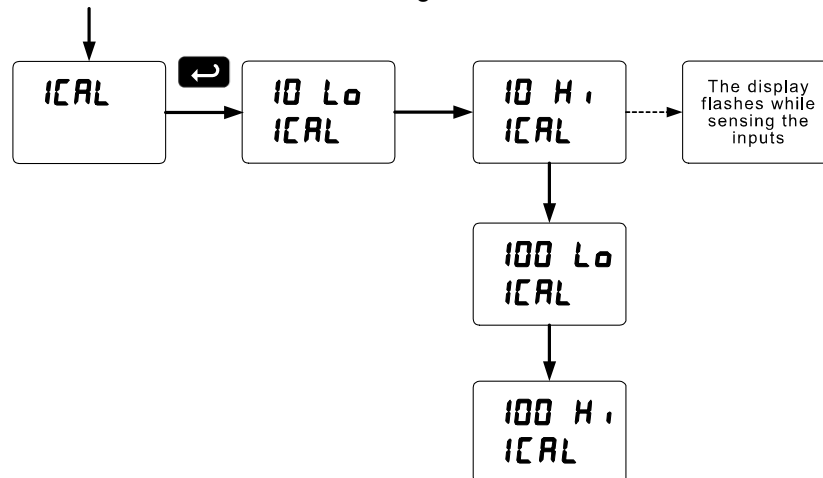 ICAL
10 Lo
ICAL
10 Hi
ICAL
The display
flashes while
sensing the
inputs
100 Lo
ICAL
100 Hi
ICAL